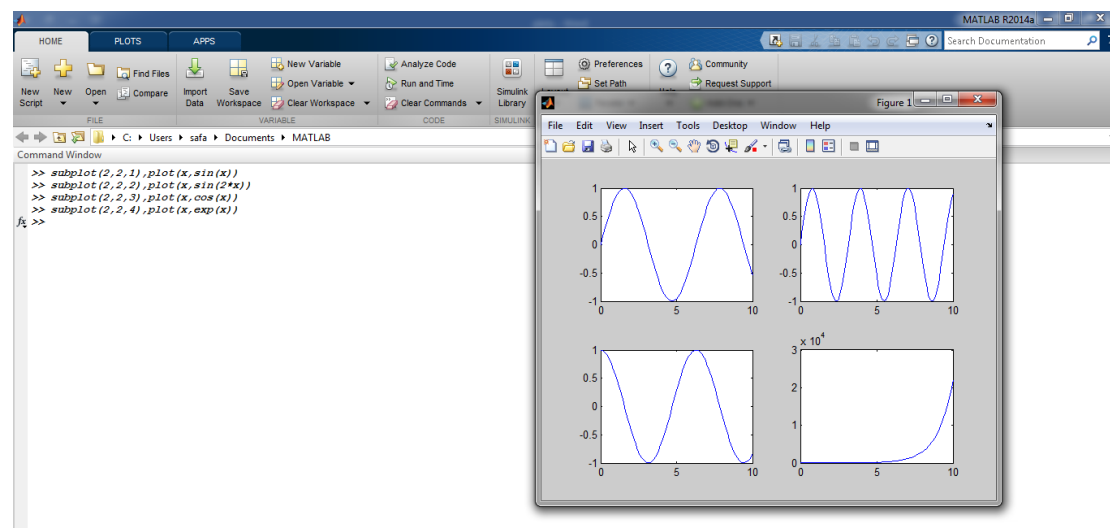 MATLAB R2014a
HOME PLOTS APPS
Search Documentation
New Script
New
Open
Find Files
Compare
Import Data
Save Workspace
New Variable
Open Variable
Clear Workspace
Analyze Code
Run and Time
Clear Commands
Simulink Library
Preferences
Set Path
Community
Request Support
FILE VARIABLE CODE SIMULINK
C: Users safa Documents MATLAB
Command Window
>> subplot(2,2,1),plot(x,sin(x))
>> subplot(2,2,2),plot(x,sin(2*x))
>> subplot(2,2,3),plot(x,cos(x))
>> subplot(2,2,4),plot(x,exp(x))
fx >>
Figure 1
File Edit View Insert Tools Desktop Window Help
1
0.5
0
-0.5
-1
0 5 10
1
0.5
0
-0.5
-1
0 5 10
1
0.5
0
-0.5
-1
0 5 10
x 10^4
3
2
1
0
0 5 10